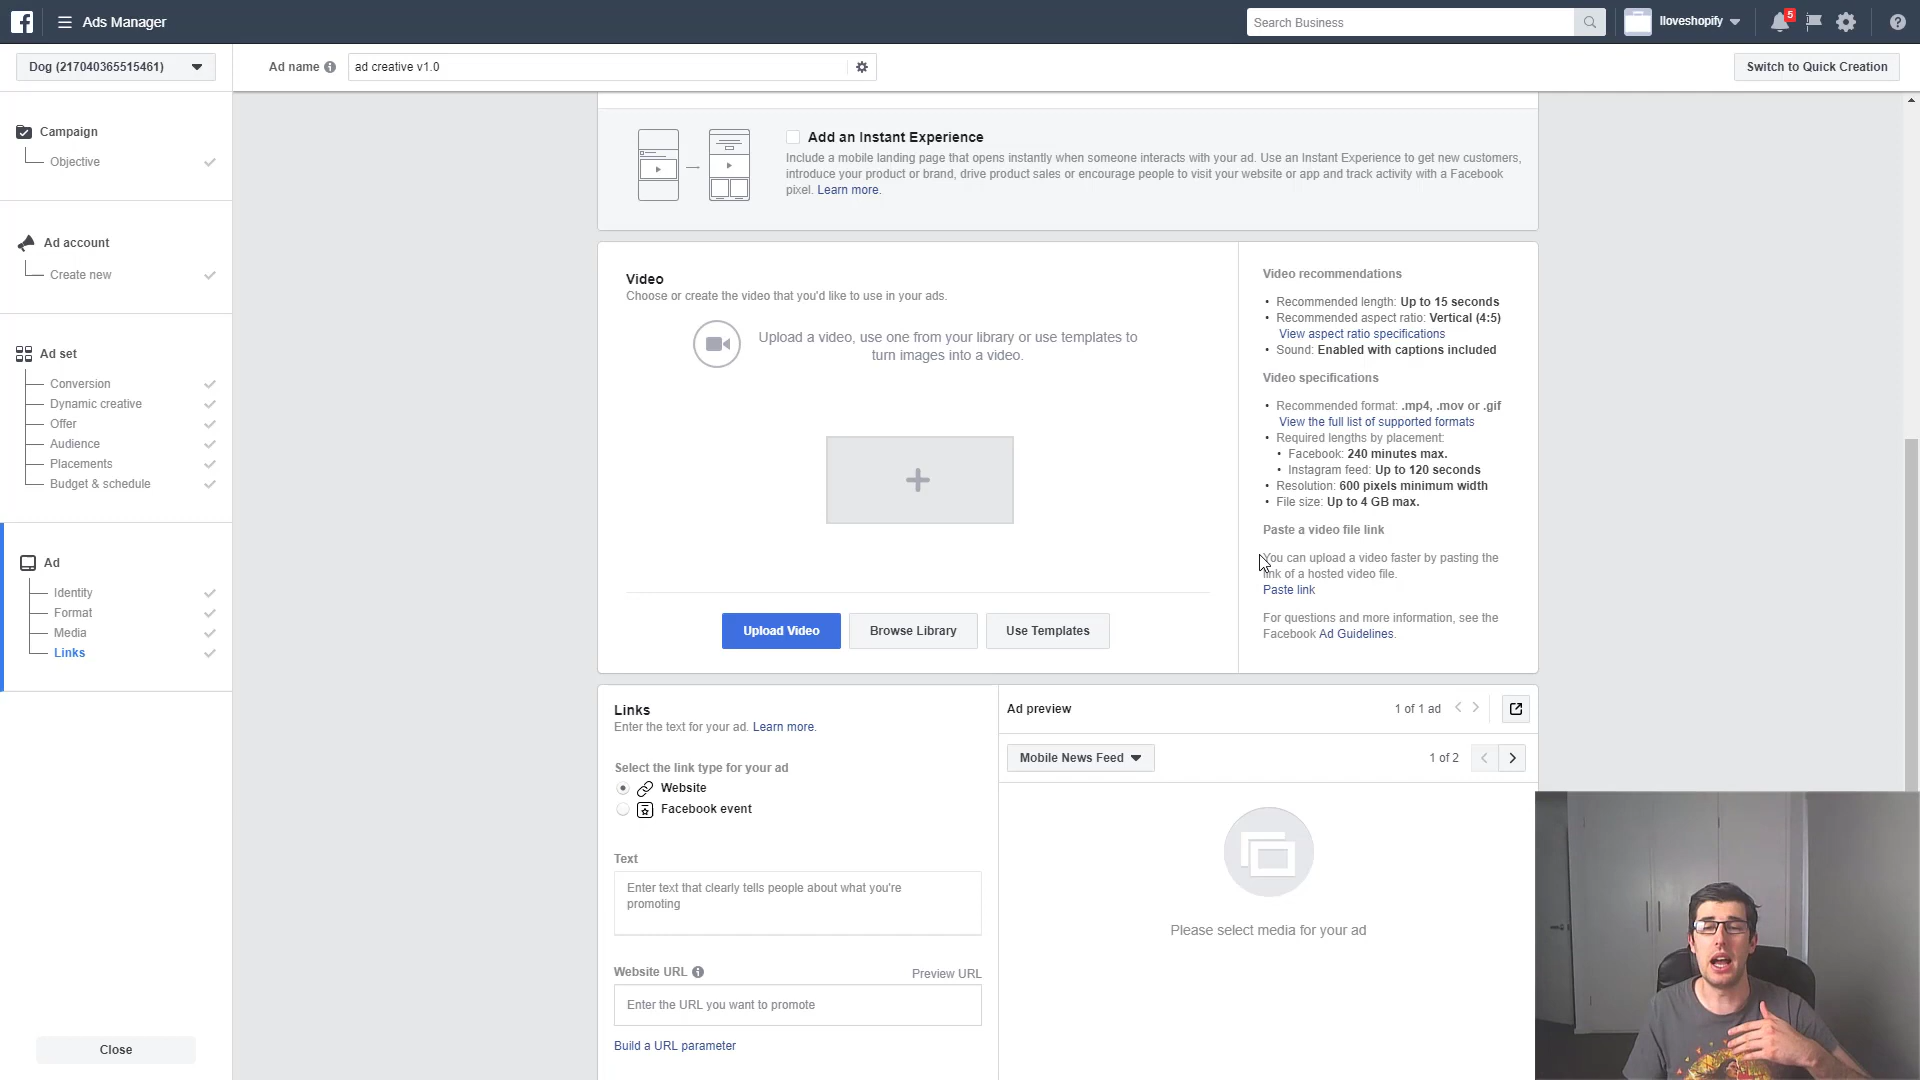 Ads Manager
Search Business
Iloveshopify
5
Dog (217040365515461)
Ad name
ad creative v1.0
Switch to Quick Creation
Campaign
Objective
Ad account
Create new
Ad set
Conversion
Dynamic creative
Offer
Audience
Placements
Budget & schedule
Ad
Identity
Format
Media
Links
Close
Add an Instant Experience
Include a mobile landing page that opens instantly when someone interacts with your ad. Use an Instant Experience to get new customers,
introduce your product or brand, drive product sales or encourage people to visit your website or app and track activity with a Facebook
pixel. Learn more.
Video
Choose or create the video that you'd like to use in your ads.
Upload a video, use one from your library or use templates to
turn images into a video.
Upload Video
Browse Library
Use Templates
Video recommendations
• Recommended length: Up to 15 seconds
• Recommended aspect ratio: Vertical (4:5)
View aspect ratio specifications
• Sound: Enabled with captions included
Video specifications
• Recommended format: .mp4, .mov or .gif
View the full list of supported formats
• Required lengths by placement:
• Facebook: 240 minutes max.
• Instagram feed: Up to 120 seconds
• Resolution: 600 pixels minimum width
• File size: Up to 4 GB max.
Paste a video file link
You can upload a video faster by pasting the
link of a hosted video file.
Paste link
For questions and more information, see the
Facebook Ad Guidelines.
Links
Enter the text for your ad. Learn more.
Select the link type for your ad
Website
Facebook event
Text
Enter text that clearly tells people about what you're
promoting
Website URL
Preview URL
Enter the URL you want to promote
Build a URL parameter
Ad preview
1 of 1 ad
Mobile News Feed
1 of 2
Please select media for your ad